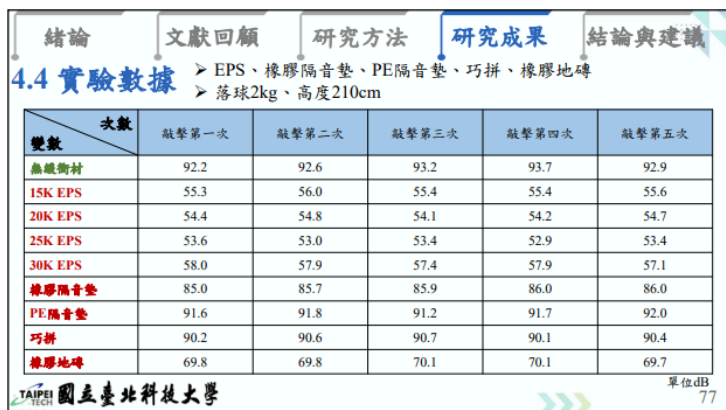 緒論 文獻回顧 研究方法 研究成果 結論與建議
4.4 實驗數據
➢ EPS、橡膠隔音墊、PE隔音墊、巧拼、橡膠地磚
➢ 落球2kg、高度210cm
次數 變數 敲擊第一次 敲擊第二次 敲擊第三次 敲擊第四次 敲擊第五次
無緩衝材 92.2 92.6 93.2 93.7 92.9
15K EPS 55.3 56.0 55.4 55.4 55.6
20K EPS 54.4 54.8 54.1 54.2 54.7
25K EPS 53.6 53.0 53.4 52.9 53.4
30K EPS 58.0 57.9 57.4 57.9 57.1
橡膠隔音墊 85.0 85.7 85.9 86.0 86.0
PE隔音墊 91.6 91.8 91.2 91.7 92.0
巧拼 90.2 90.6 90.7 90.1 90.4
橡膠地磚 69.8 69.8 70.1 70.1 69.7
單位dB
TAIPEI TECH 國立臺北科技大學
77